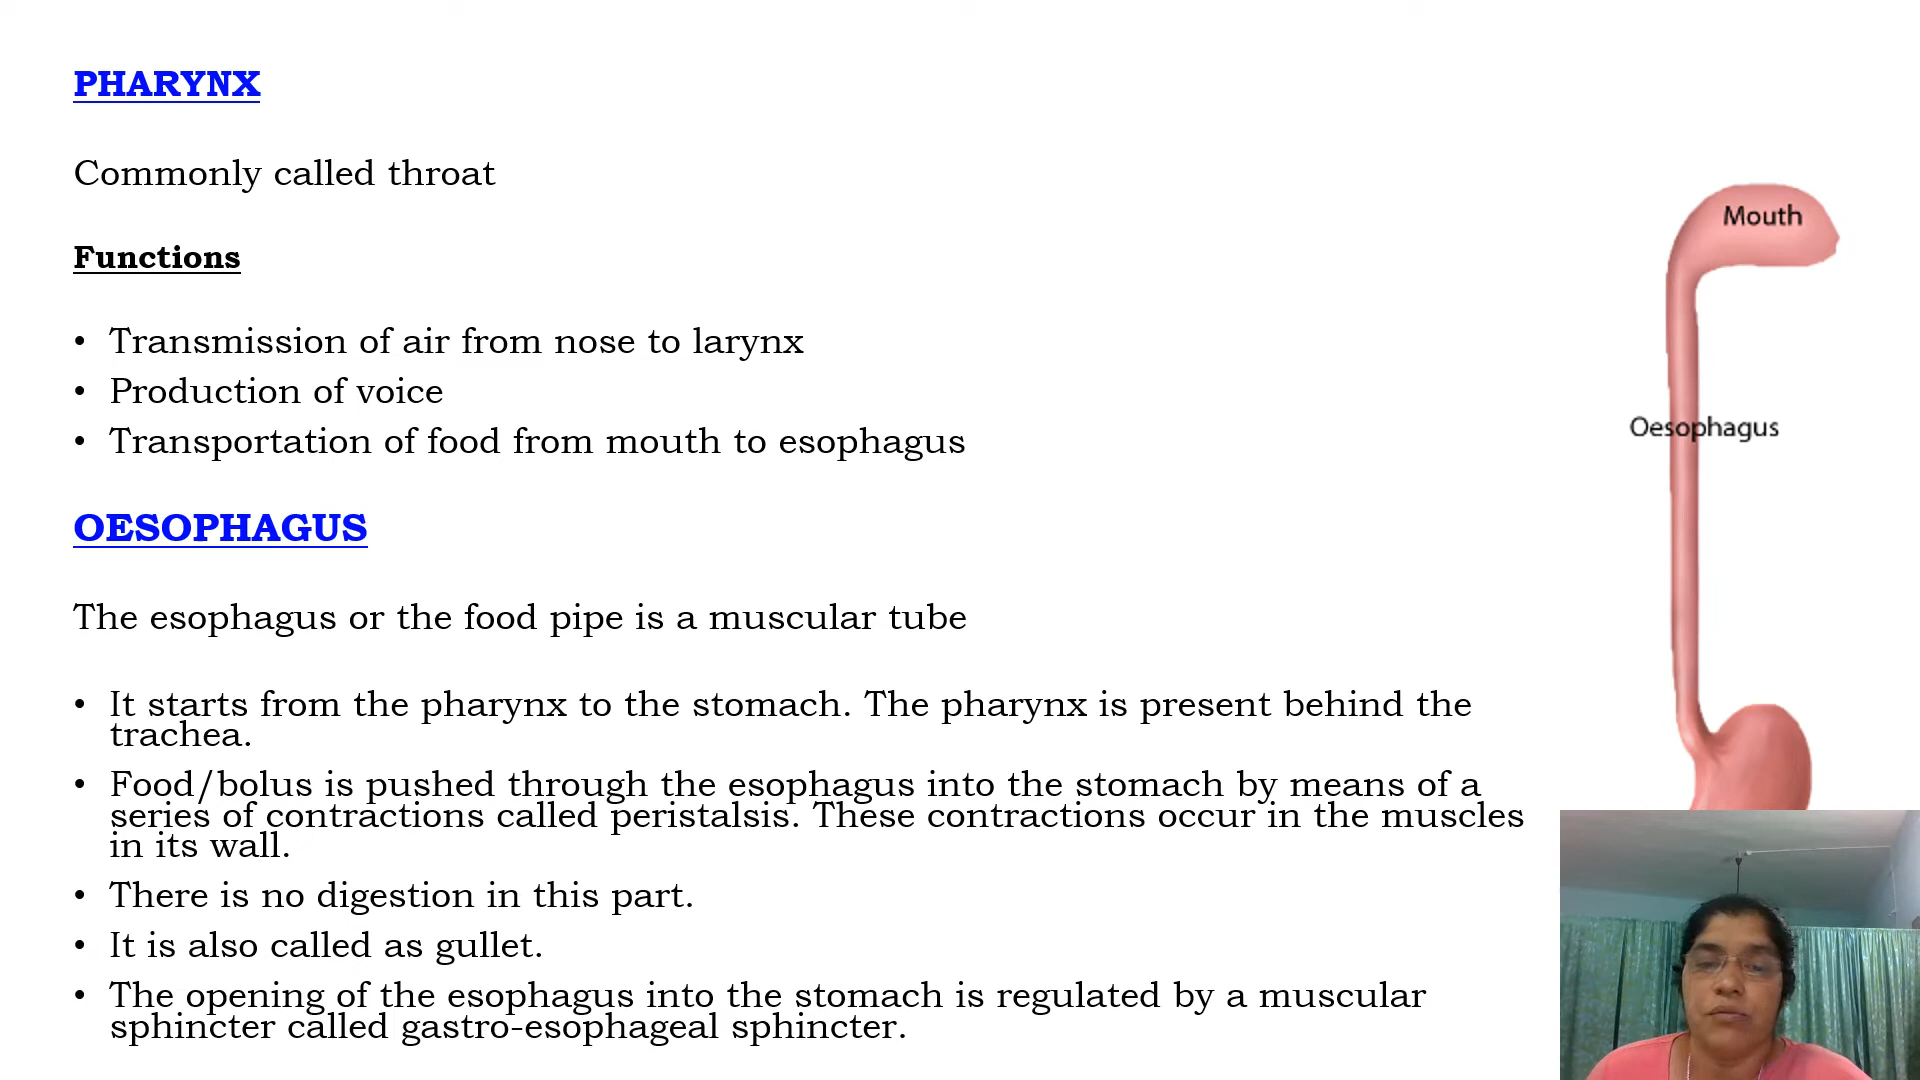 PHARYNX
Commonly called throat
Functions
• Transmission of air from nose to larynx
• Production of voice
• Transportation of food from mouth to esophagus
OESOPHAGUS
The esophagus or the food pipe is a muscular tube
• It starts from the pharynx to the stomach. The pharynx is present behind the
trachea.
• Food/bolus is pushed through the esophagus into the stomach by means of a
series of contractions called peristalsis. These contractions occur in the muscles
in its wall.
• There is no digestion in this part.
• It is also called as gullet.
• The opening of the esophagus into the stomach is regulated by a muscular
sphincter called gastro-esophageal sphincter.
Mouth
Oesophagus